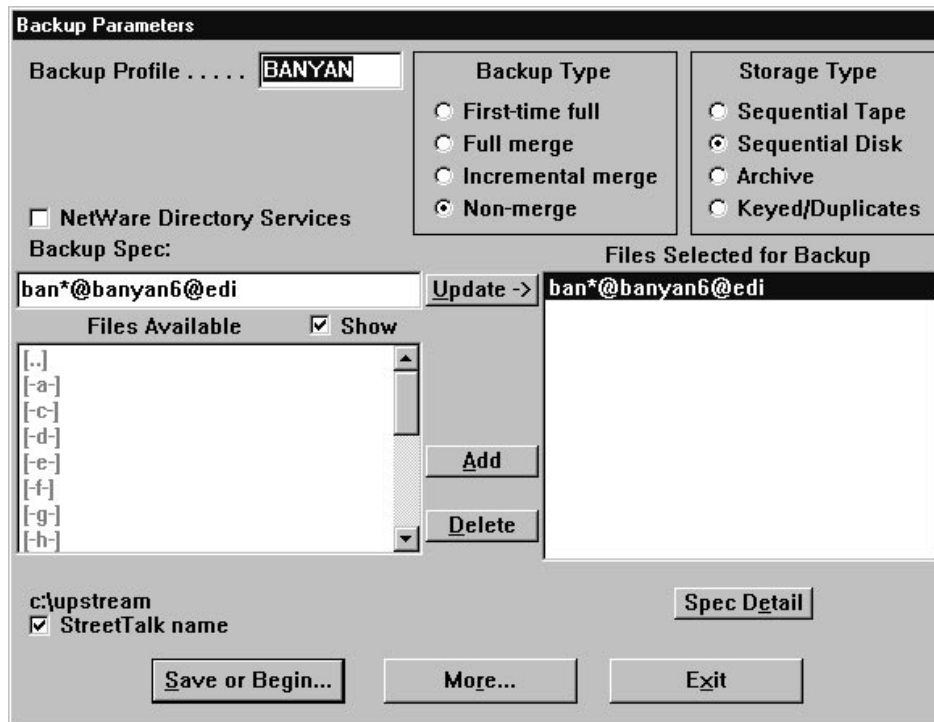 Backup Parameters
Backup Profile ..... BANYAN
Backup Type
First-time full
Full merge
Incremental merge
Non-merge
Storage Type
Sequential Tape
Sequential Disk
Archive
Keyed/Duplicates
NetWare Directory Services
Backup Spec:
ban*@banyan6@edi
Update ->
Files Selected for Backup
ban*@banyan6@edi
Files Available
Show
[..]
[-a-]
[-c-]
[-d-]
[-e-]
[-f-]
[-g-]
[-h-]
Add
Delete
c:\upstream
StreetTalk name
Spec Detail
Save or Begin...
More...
Exit